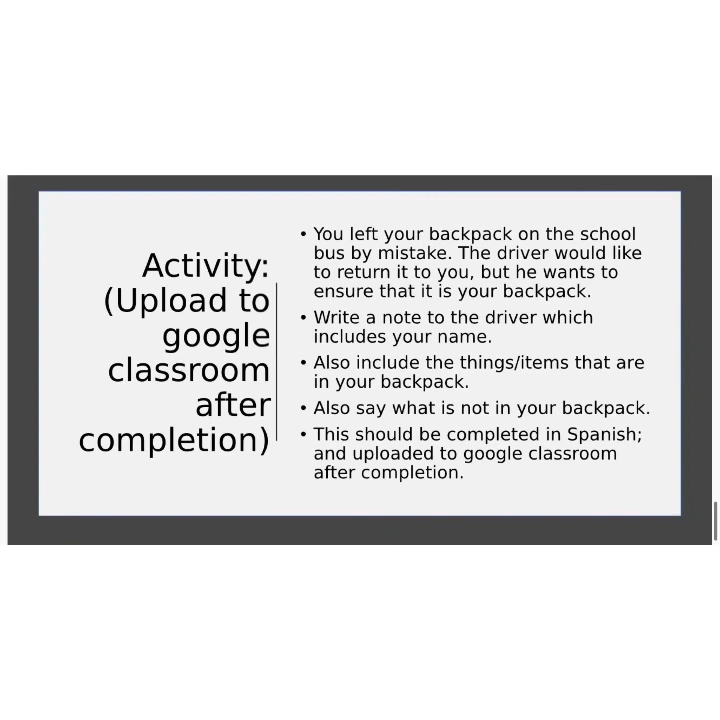 Activity:
(Upload to
google
classroom
after
completion)
• You left your backpack on the school
bus by mistake. The driver would like
to return it to you, but he wants to
ensure that it is your backpack.
• Write a note to the driver which
includes your name.
• Also include the things/items that are
in your backpack.
• Also say what is not in your backpack.
• This should be completed in Spanish;
and uploaded to google classroom
after completion.